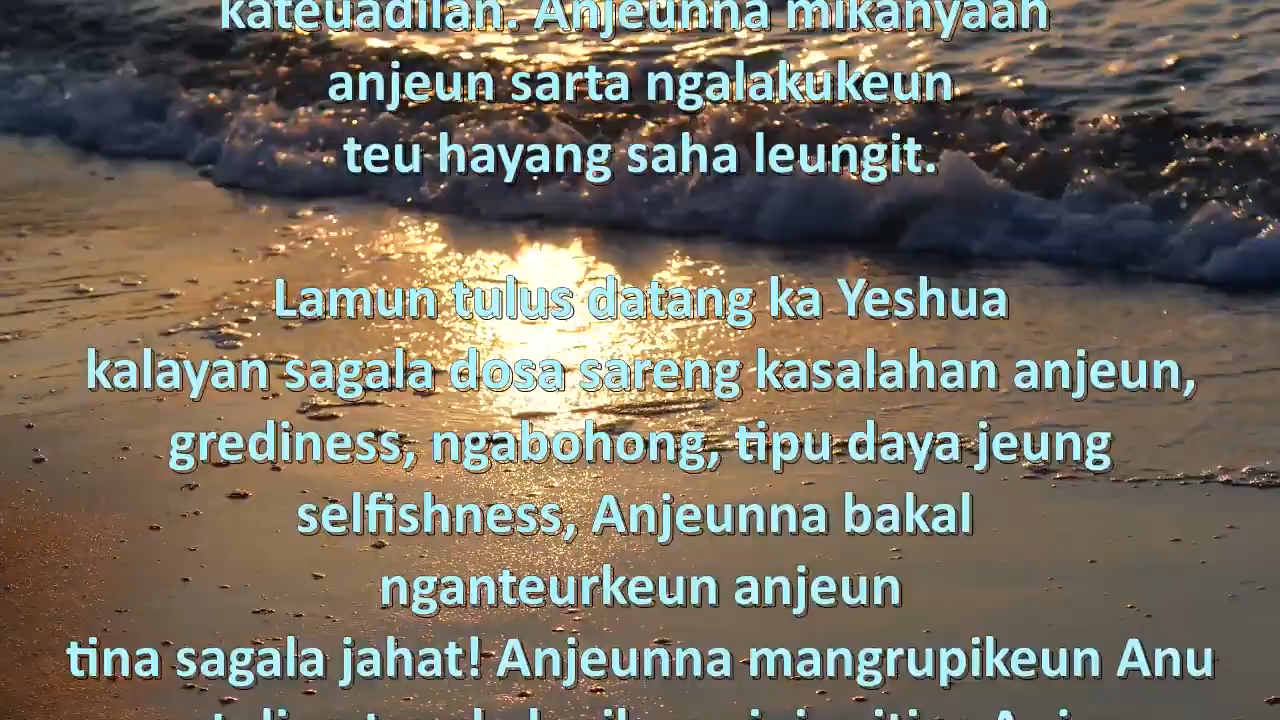 kateuadilan. Anjeunna mikanyaah
anjeun sarta ngalakukeun
teu hayang saha leungit.
Lamun tulus datang ka Yeshua
kalayan sagala dosa sareng kasalahan anjeun,
grediness, ngabohong, tipu daya jeung
selfishness, Anjeunna bakal
nganteurkeun anjeun
tina sagala jahat! Anjeunna mangrupikeun Anu